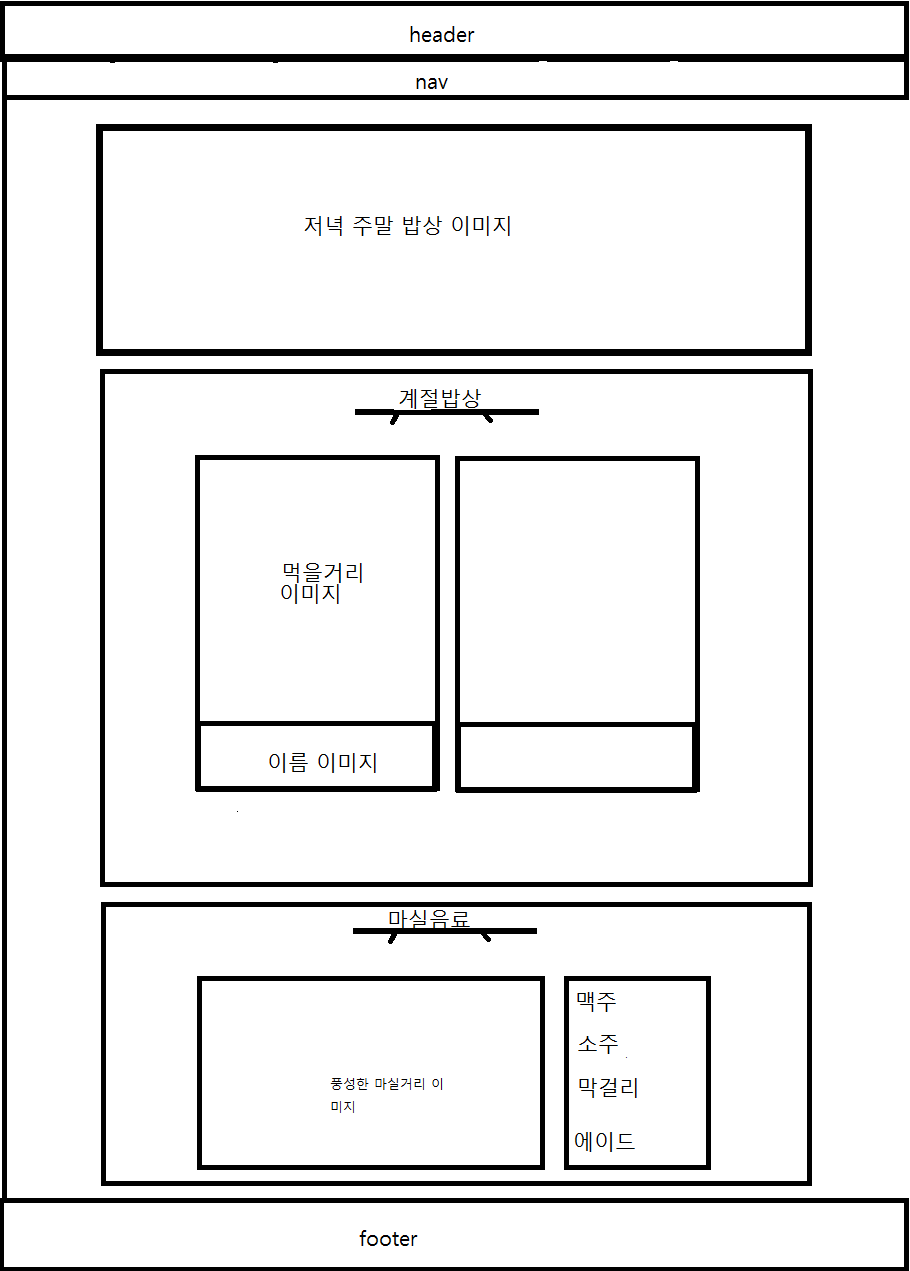 header
nav
저녁 주말 밥상 이미지
계절밥상
먹을거리
이미지
이름 이미지
마실음료
풍성한 마실거리 이
미지
맥주
소주
막걸리
에이드
footer